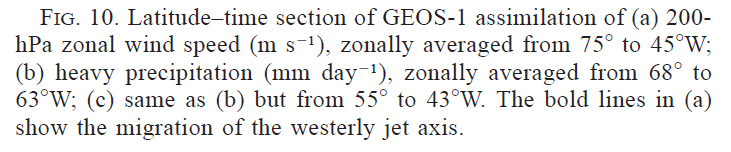 FIG. 10. Latitude–time section of GEOS-1 assimilation of (a) 200-
hPa zonal wind speed (m s⁻¹), zonally averaged from 75° to 45°W;
(b) heavy precipitation (mm day⁻¹), zonally averaged from 68° to
63°W; (c) same as (b) but from 55° to 43°W. The bold lines in (a)
show the migration of the westerly jet axis.